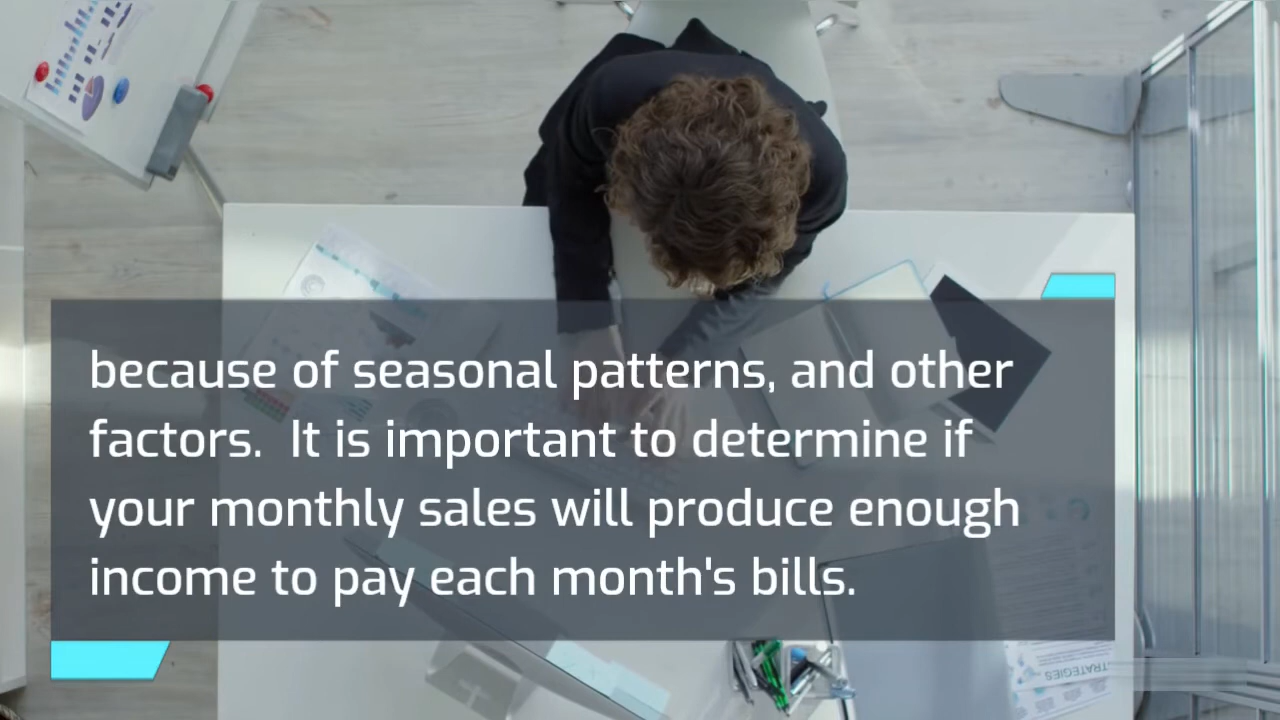 because of seasonal patterns, and other
factors.  It is important to determine if
your monthly sales will produce enough
income to pay each month's bills.
TRATEGIES